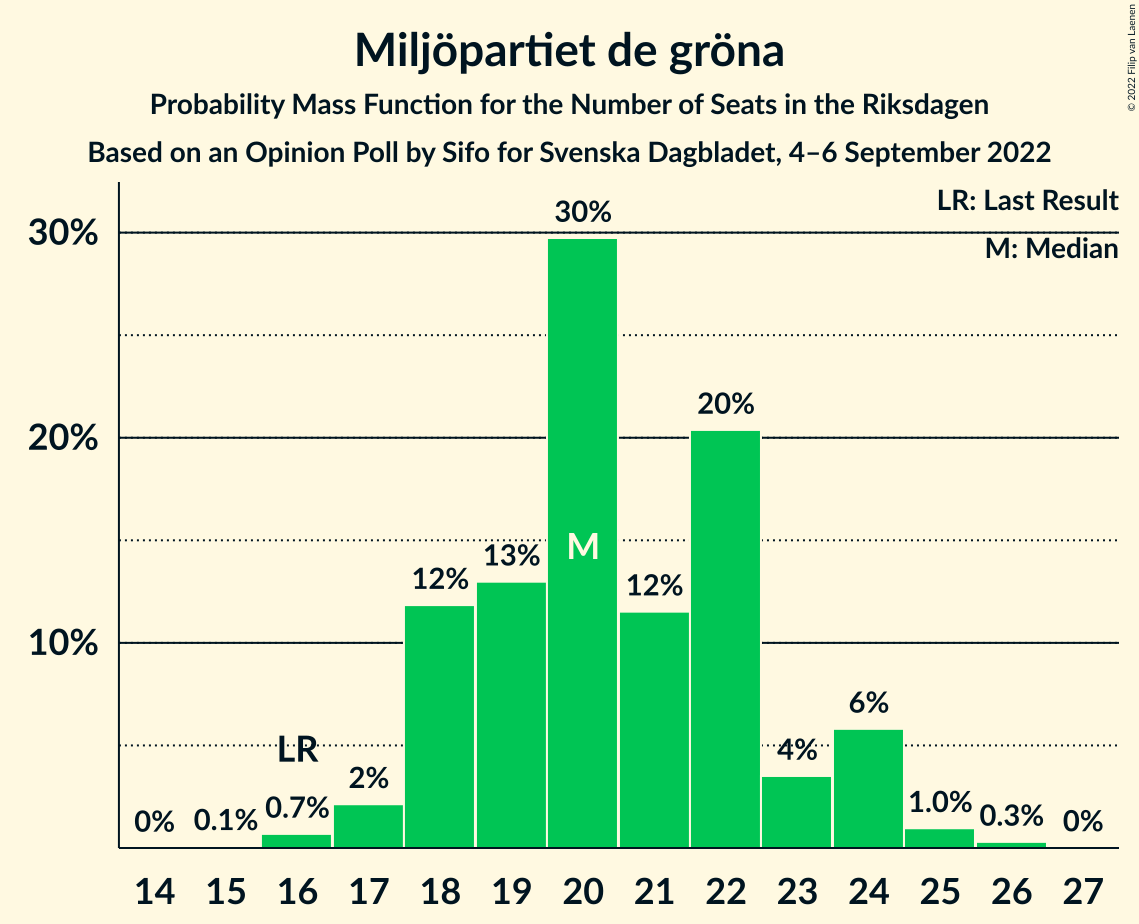 Miljöpartiet de gröna
Probability Mass Function for the Number of Seats in the Riksdagen
Based on an Opinion Poll by Sifo for Svenska Dagbladet, 4–6 September 2022
© 2022 Filip van Laenen
LR: Last Result
M: Median
30%
20%
10%
0%
0.1%
0.7%
LR
2%
12%
13%
30%
M
12%
20%
4%
6%
1.0%
0.3%
0%
14 15 16 17 18 19 20 21 22 23 24 25 26 27